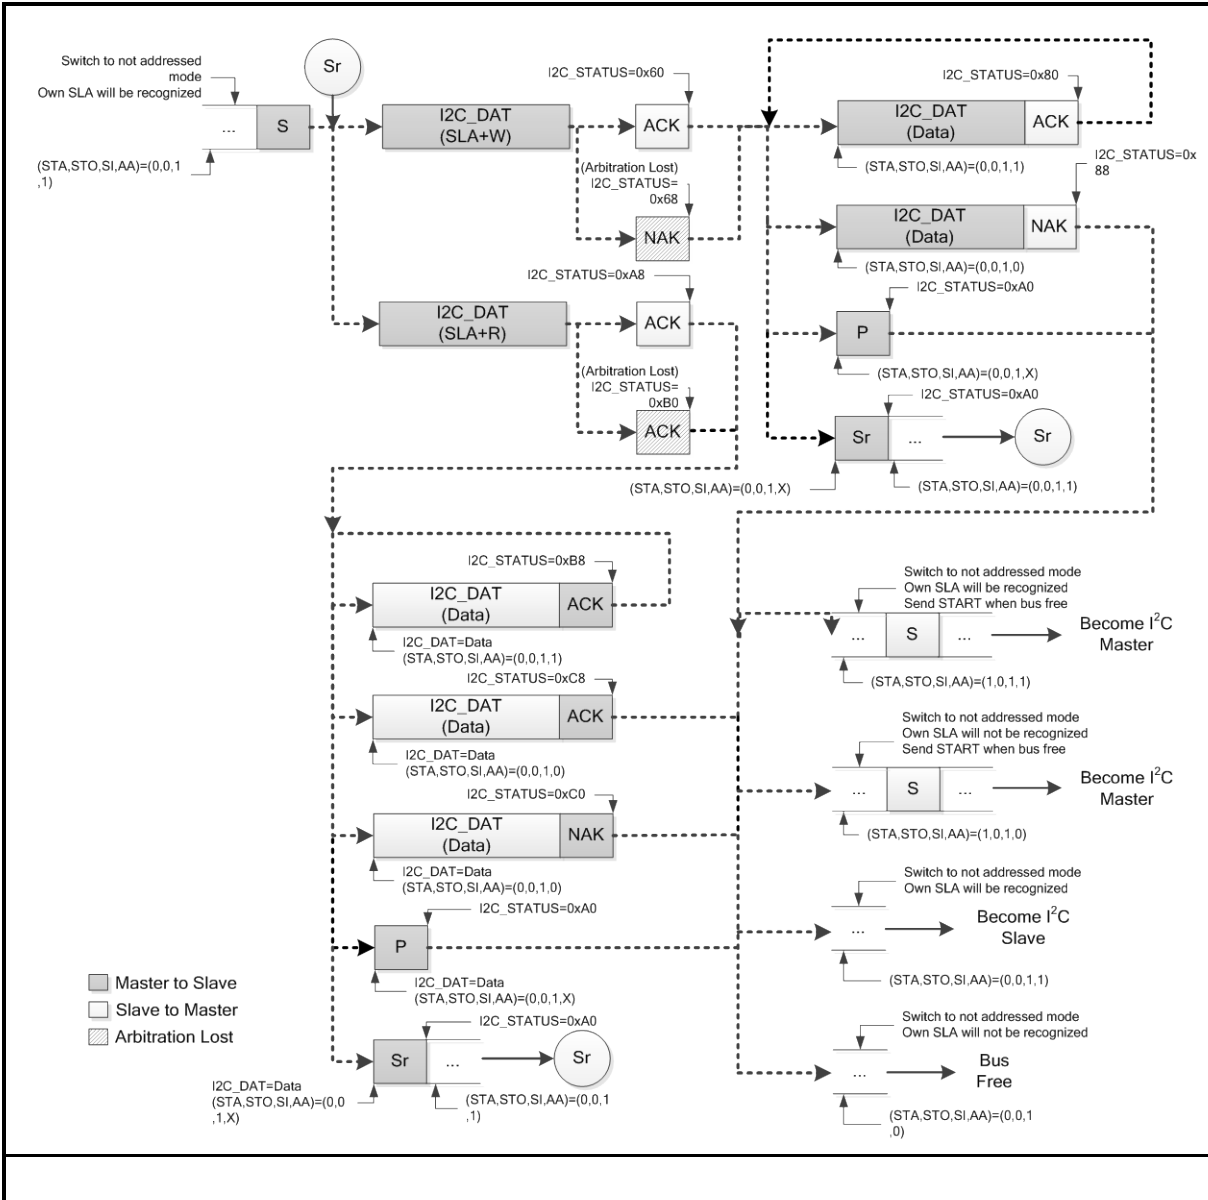 Switch to not addressed
mode
Own SLA will be recognized
Sr
...
S
(STA,STO,SI,AA)=(0,0,1
,1)
I2C_DAT
(SLA+W)
I2C_STATUS=0x60
ACK
(Arbitration Lost)
I2C_STATUS=
0x68
NAK
I2C_STATUS=0xA8
I2C_DAT
(SLA+R)
ACK
(Arbitration Lost)
I2C_STATUS=
0xB0
ACK
I2C_STATUS=0x80
I2C_DAT
(Data)
ACK
(STA,STO,SI,AA)=(0,0,1,1)
I2C_STATUS=0x
88
I2C_DAT
(Data)
NAK
(STA,STO,SI,AA)=(0,0,1,0)
I2C_STATUS=0xA0
P
(STA,STO,SI,AA)=(0,0,1,X)
I2C_STATUS=0xA0
Sr
...
Sr
(STA,STO,SI,AA)=(0,0,1,X)
(STA,STO,SI,AA)=(0,0,1,1)
I2C_STATUS=0xB8
I2C_DAT
(Data)
ACK
I2C_DAT=Data
(STA,STO,SI,AA)=(0,0,1,1)
I2C_STATUS=0xC8
I2C_DAT
(Data)
ACK
I2C_DAT=Data
(STA,STO,SI,AA)=(0,0,1,0)
I2C_STATUS=0xC0
I2C_DAT
(Data)
NAK
I2C_DAT=Data
(STA,STO,SI,AA)=(0,0,1,0)
I2C_STATUS=0xA0
P
I2C_DAT=Data
(STA,STO,SI,AA)=(0,0,1,X)
I2C_STATUS=0xA0
Sr
...
Sr
I2C_DAT=Data
(STA,STO,SI,AA)=(0,0
,1,X)
(STA,STO,SI,AA)=(0,0,1
,1)
Switch to not addressed mode
Own SLA will be recognized
Send START when bus free
...
S
...
Become I²C
Master
(STA,STO,SI,AA)=(1,0,1,1)
Switch to not addressed mode
Own SLA will not be recognized
Send START when bus free
...
S
...
Become I²C
Master
(STA,STO,SI,AA)=(1,0,1,0)
Switch to not addressed mode
Own SLA will be recognized
...
Become I²C
Slave
(STA,STO,SI,AA)=(0,0,1,1)
Switch to not addressed mode
Own SLA will not be recognized
...
Bus
Free
(STA,STO,SI,AA)=(0,0,1
,0)
Master to Slave
Slave to Master
Arbitration Lost